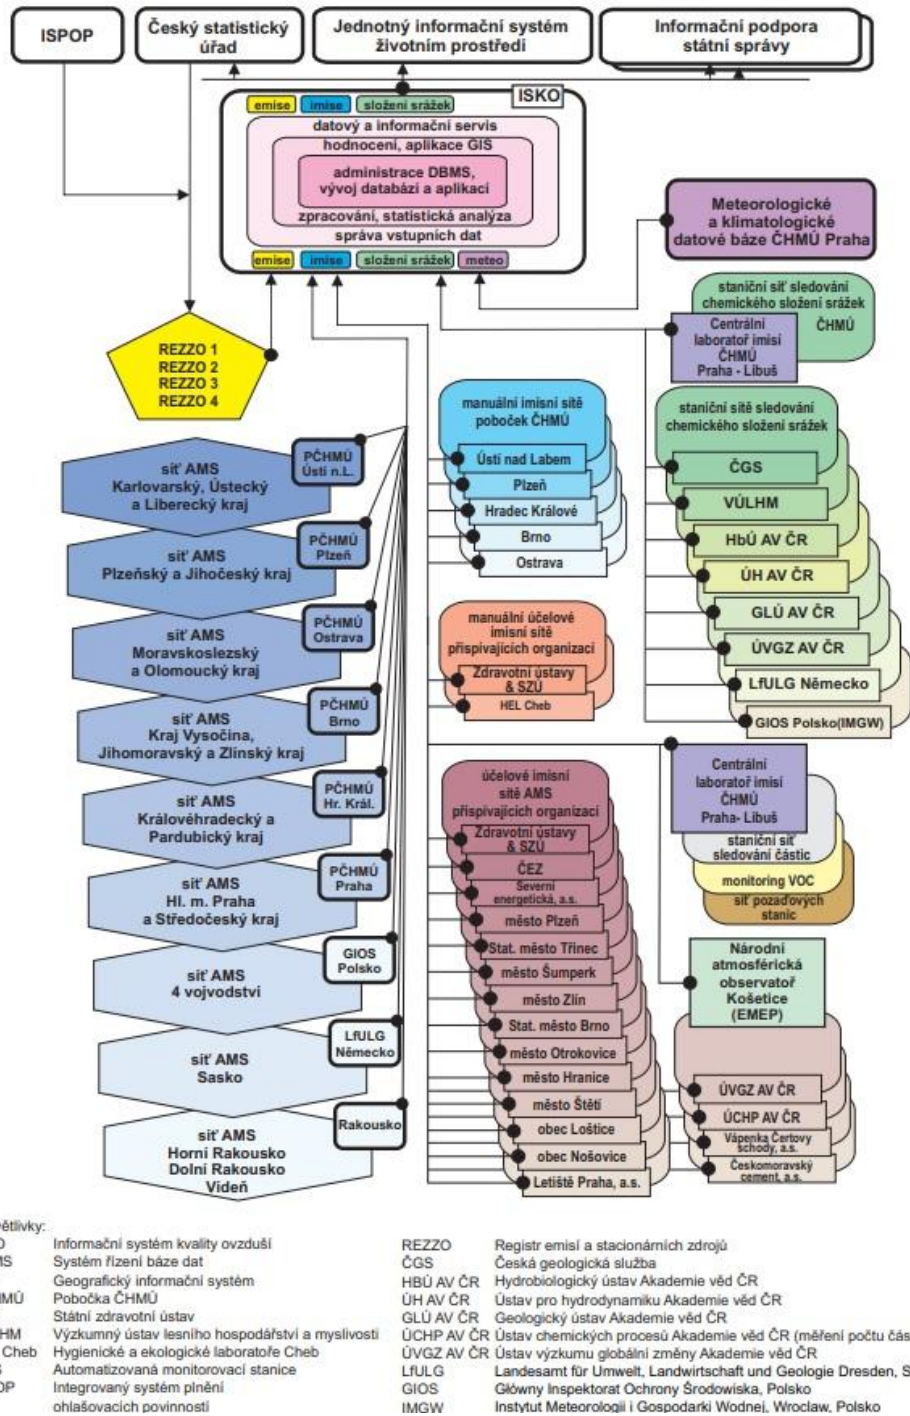 ISPOP
Český statistický
úřad
Jednotný informační systém
životním prostředí
Informační podpora
státní správy
ISKO
emise
imise
složení srážek
datový a informační servis
hodnocení, aplikace GIS
administrace DBMS,
vývoj databází a aplikací
zpracování, statistická analýza
správa vstupních dat
emise
imise
složení srážek
meteo
Meteorologické
a klimatologické
datové báze ČHMÚ Praha
staniční síť sledování
chemického složení srážek
ČHMÚ
Centrální
laboratoř imisí
ČHMÚ
Praha - Libuš
REZZO 1
REZZO 2
REZZO 3
REZZO 4
síť AMS
Karlovarský, Ústecký
a Liberecký kraj
PČHMÚ
Ústí n.L.
síť AMS
Plzeňský a Jihočeský kraj
PČHMÚ
Plzeň
síť AMS
Moravskoslezský
a Olomoucký kraj
PČHMÚ
Ostrava
síť AMS
Kraj Vysočina,
Jihomoravský a Zlínský kraj
PČHMÚ
Brno
síť AMS
Královéhradecký a
Pardubický kraj
PČHMÚ
Hr. Král.
síť AMS
Hl. m. Praha
a Středočeský kraj
PČHMÚ
Praha
síť AMS
4 vojvodství
GIOS
Polsko
síť AMS
Sasko
LfULG
Německo
síť AMS
Horní Rakousko
Dolní Rakousko
Vídeň
Rakousko
manuální imisní sítě
poboček ČHMÚ
Ústí nad Labem
Plzeň
Hradec Králové
Brno
Ostrava
manuální účelové
imisní sítě
přispívajících organizací
Zdravotní ústavy
& SZÚ
HEL Cheb
účelové imisní
sítě AMS
přispívajících organizací
Zdravotní ústavy
& SZÚ
ČEZ
Severní
energetická, a.s.
město Plzeň
Stat. město Třinec
město Šumperk
město Zlín
Stat. město Brno
město Otrokovice
město Hranice
město Štětí
obec Loštice
obec Nošovice
Letiště Praha, a.s.
staniční sítě sledování
chemického složení srážek
ČGS
VÚLHM
HbÚ AV ČR
ÚH AV ČR
GLÚ AV ČR
ÚVGZ AV ČR
LfULG Německo
GIOS Polsko(IMGW)
Centrální
laboratoř imisí
ČHMÚ
Praha- Libuš
staniční síť
sledování částic
monitoring VOC
síť pozaďových
stanic
Národní
atmosférická
observatoř
Košetice
(EMEP)
ÚVGZ AV ČR
ÚCHP AV ČR
Vápenka Čertovy
schody, a.s.
Českomoravský
cement, a.s.
ětlivky:
O Informační systém kvality ovzduší
MS Systém řízení báze dat
Geografický informační systém
HMÚ Pobočka ČHMÚ
Státní zdravotní ústav
HM Výzkumný ústav lesního hospodářství a myslivosti
Cheb Hygienické a ekologické laboratoře Cheb
S Automatizovaná monitorovací stanice
OP Integrovaný systém plnění
ohlašovacích povinností
REZZO Registr emisí a stacionárních zdrojů
ČGS Česká geologická služba
HBÚ AV ČR Hydrobiologický ústav Akademie věd ČR
ÚH AV ČR Ústav pro hydrodynamiku Akademie věd ČR
GLÚ AV ČR Geologický ústav Akademie věd ČR
ÚCHP AV ČR Ústav chemických procesů Akademie věd ČR (měření počtu část
ÚVGZ AV ČR Ústav výzkumu globální změny Akademie věd ČR
LfULG Landesamt für Umwelt, Landwirtschaft und Geologie Dresden, S
GIOS Główny Inspektorat Ochrony Środowiska, Polsko
IMGW Instytut Meteorologii i Gospodarki Wodnej, Wroclaw, Polsko